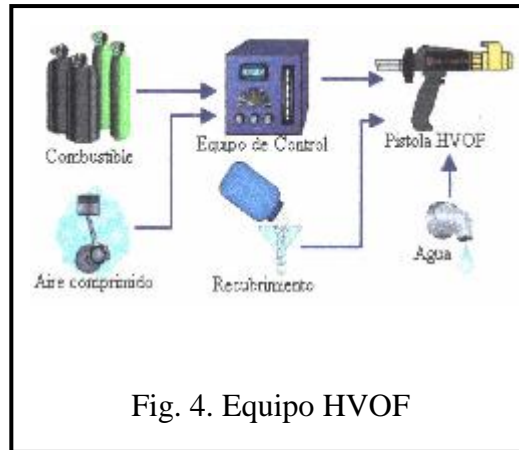 Combustible
Equipo de Control
Pistola HVOF
Aire comprimido
Recubrimiento
Agua
Fig. 4. Equipo HVOF